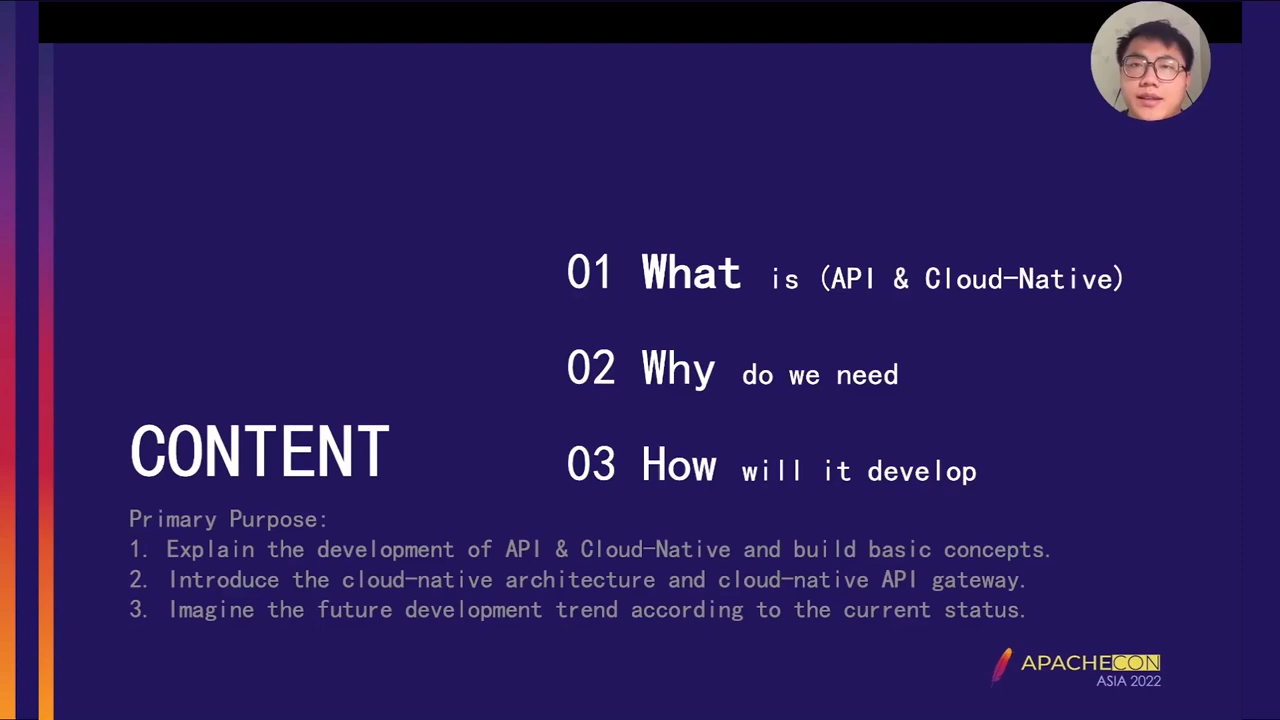 01 What is (API & Cloud-Native)
02 Why do we need
03 How will it develop
CONTENT
Primary Purpose:
1. Explain the development of API & Cloud-Native and build basic concepts.
2. Introduce the cloud-native architecture and cloud-native API gateway.
3. Imagine the future development trend according to the current status.
APACHECON
ASIA 2022